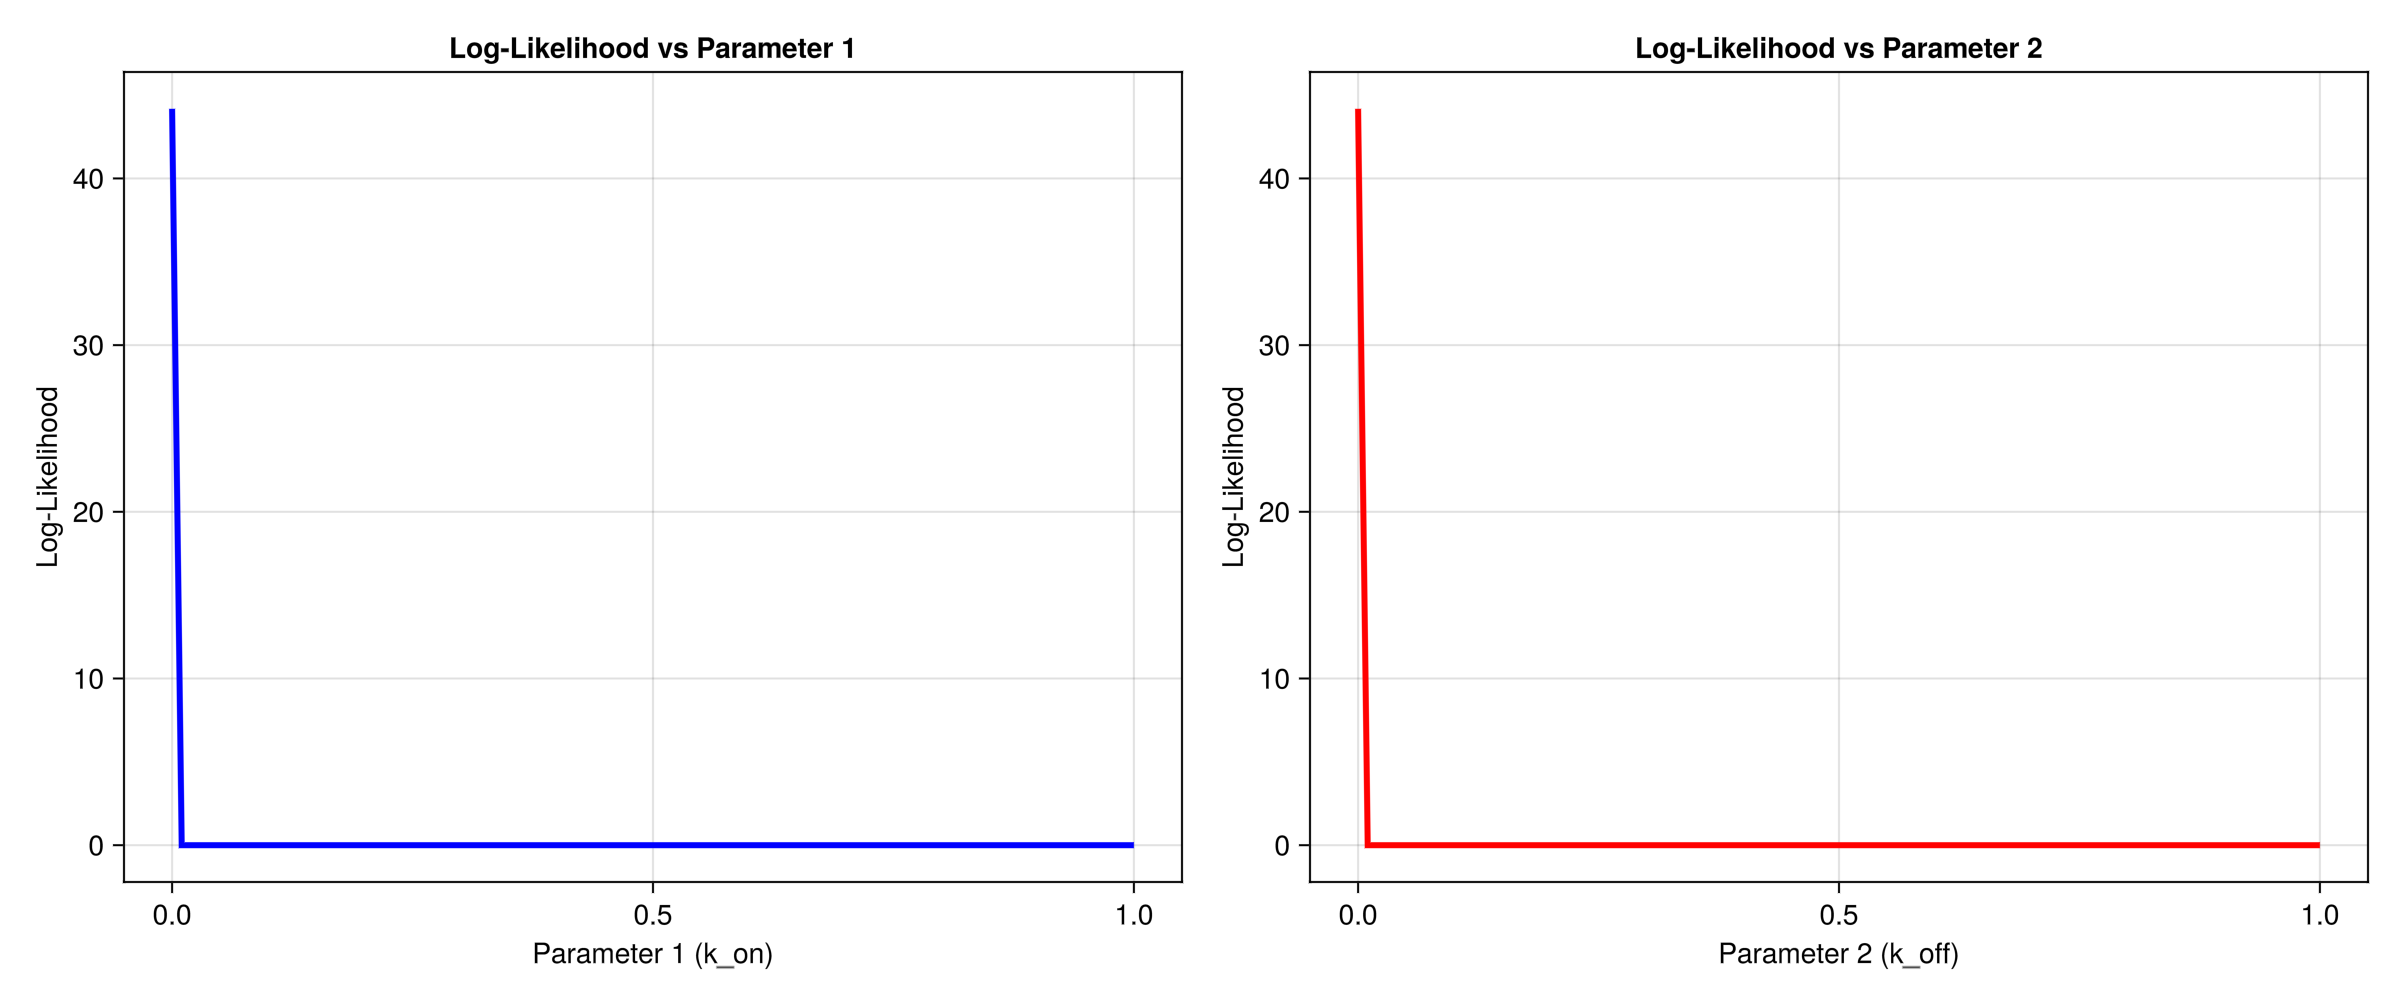 Log-Likelihood vs Parameter 1
Log-Likelihood
40
30
20
10
0
0.0 0.5 1.0
Parameter 1 (k_on)
Log-Likelihood vs Parameter 2
Log-Likelihood
40
30
20
10
0
0.0 0.5 1.0
Parameter 2 (k_off)